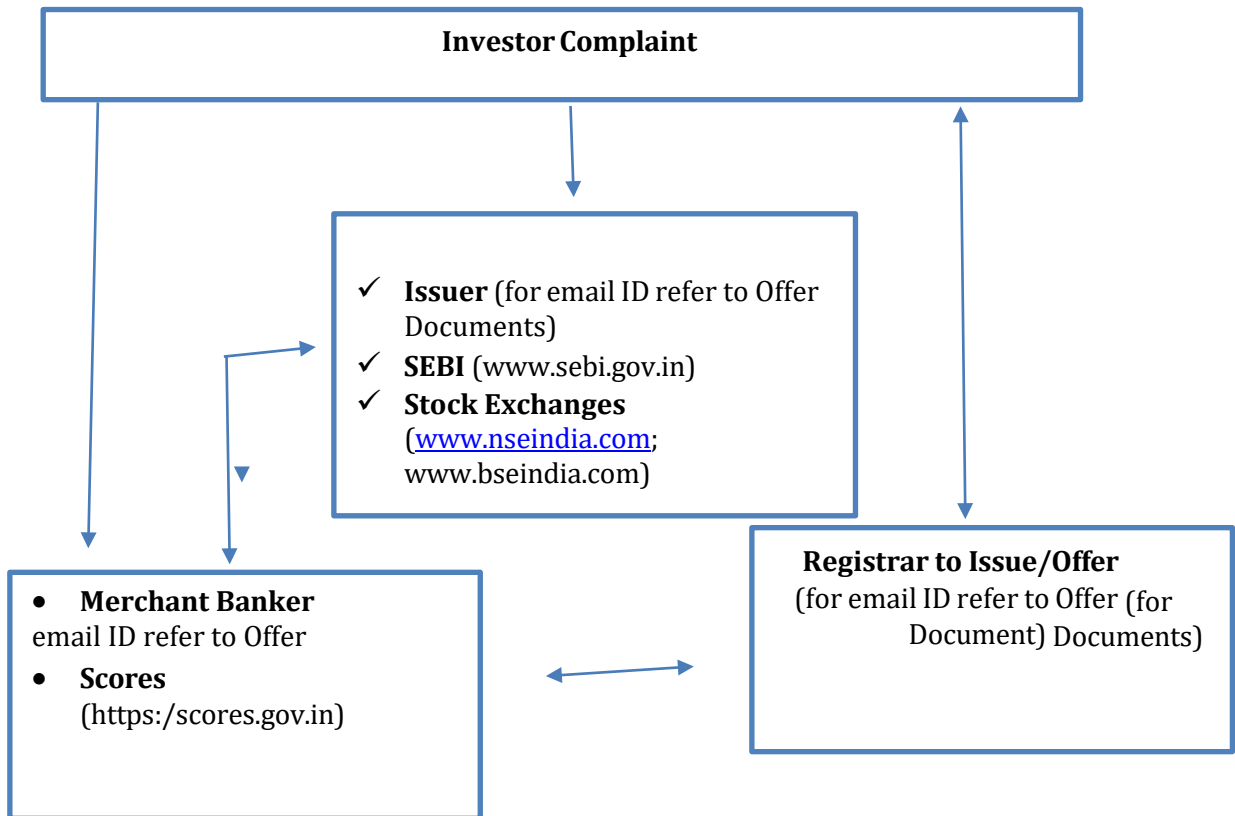 Investor Complaint
✓ Issuer (for email ID refer to Offer
Documents)
✓ SEBI (www.sebi.gov.in)
✓ Stock Exchanges
(www.nseindia.com;
www.bseindia.com)
• Merchant Banker
email ID refer to Offer
• Scores
(https:/scores.gov.in)
Registrar to Issue/Offer
(for email ID refer to Offer (for
Document) Documents)